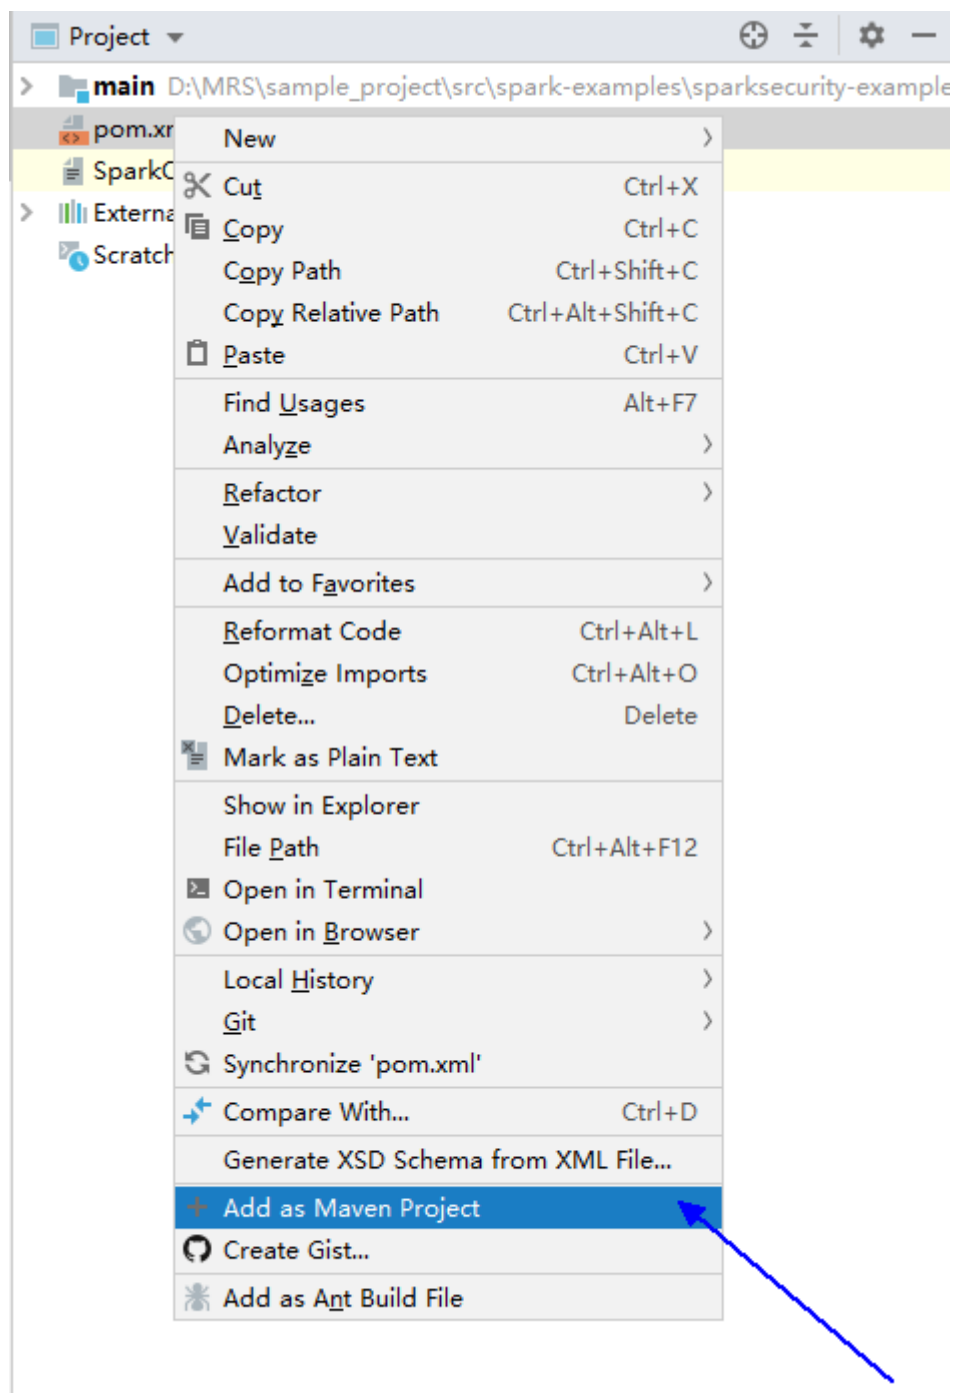 Project
main D:\MRS\sample_project\src\spark-examples\sparksecurity-example
pom.xm
New
Spark
Cut Ctrl+X
Externa
Copy Ctrl+C
Scratch
Copy Path Ctrl+Shift+C
Copy Relative Path Ctrl+Alt+Shift+C
Paste Ctrl+V
Find Usages Alt+F7
Analyze
Refactor
Validate
Add to Favorites
Reformat Code Ctrl+Alt+L
Optimize Imports Ctrl+Alt+O
Delete... Delete
Mark as Plain Text
Show in Explorer
File Path Ctrl+Alt+F12
Open in Terminal
Open in Browser
Local History
Git
Synchronize 'pom.xml'
Compare With... Ctrl+D
Generate XSD Schema from XML File...
Add as Maven Project
Create Gist...
Add as Ant Build File